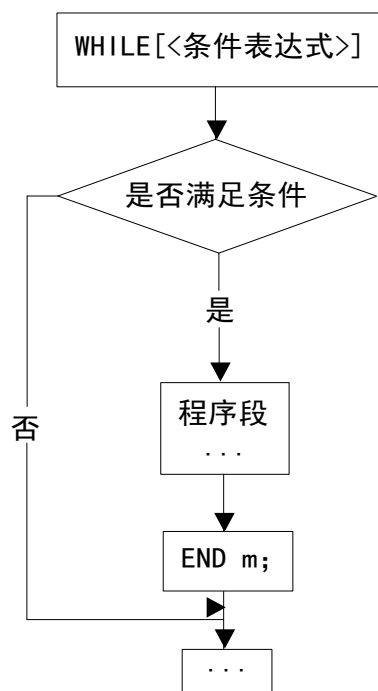 WHILE[<条件表达式>]
是否满足条件
是
程序段
...
否
END m；
...